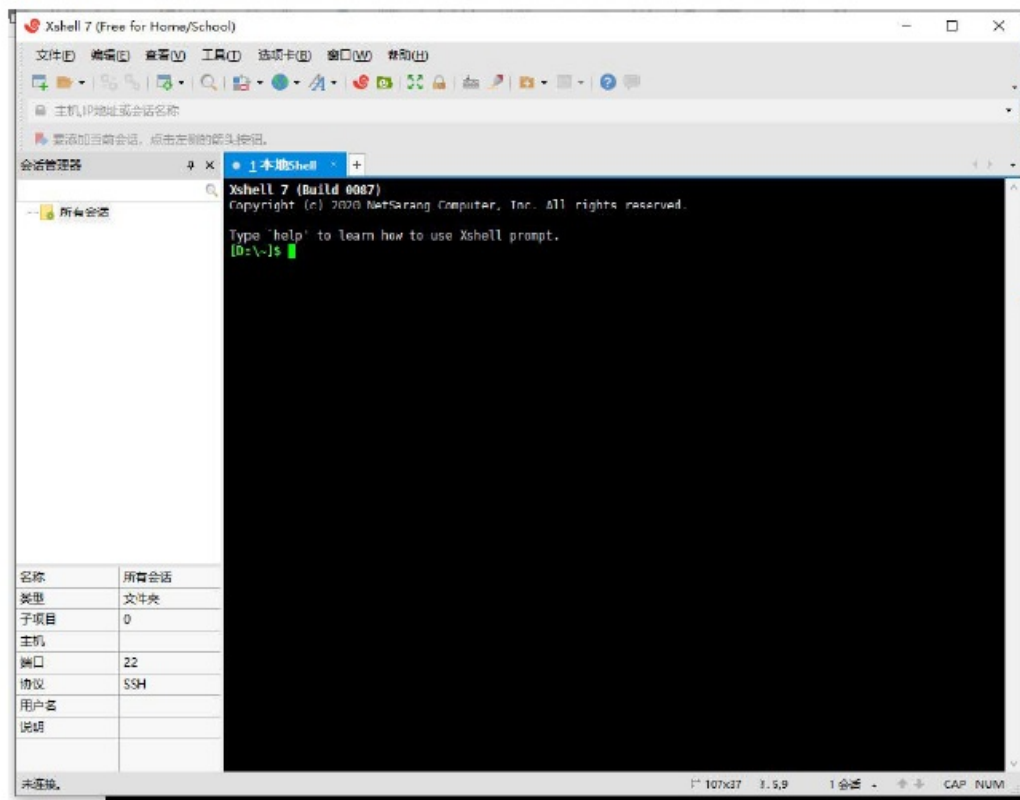 Xshell 7 (Free for Home/School)
文件(F) 编辑(E) 查看(V) 工具(T) 选项卡(B) 窗口(W) 帮助(H)
主机,IP地址或会话名称
要添加当前会话，点击左侧的箭头按钮。
会话管理器
1 本地Shell
+
Xshell 7 (Build 0087)
Copyright (c) 2020 NetSarang Computer, Inc. All rights reserved.
Type `help' to learn how to use Xshell prompt.
[D:\~]$
所有会话
名称 所有会话
类型 文件夹
子项目 0
主机
端口 22
协议 SSH
用户名
说明
未连接。
107x37 5,9 1 会话 CAP NUM